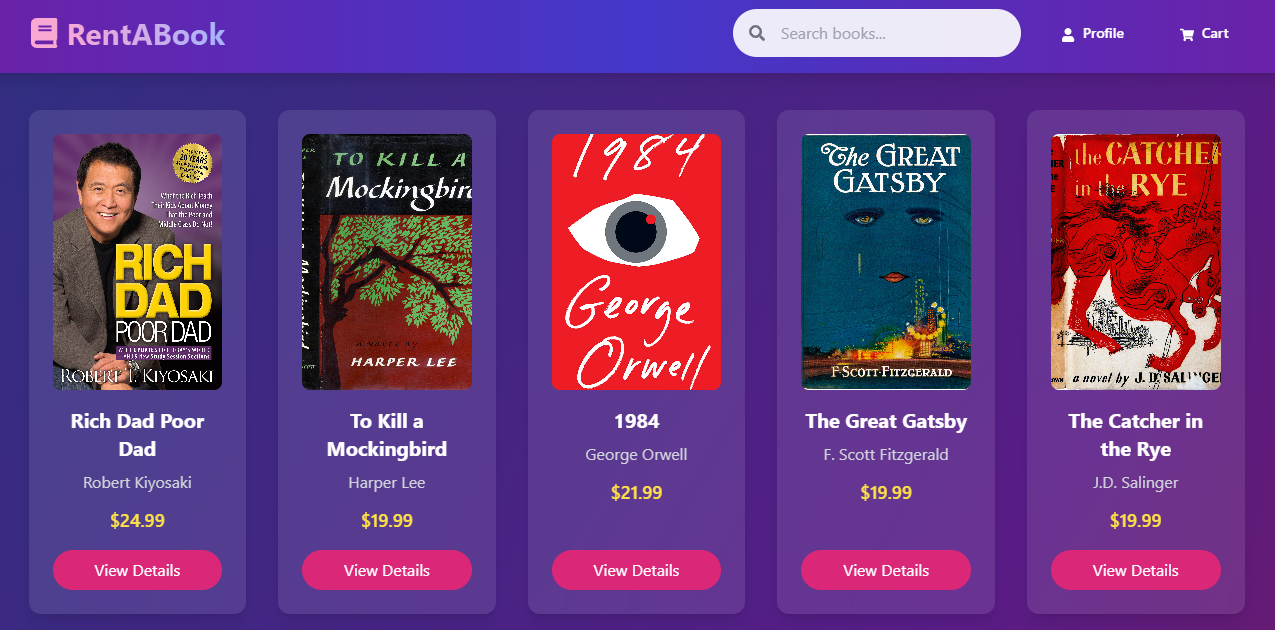 RentABook
Search books...
Profile
Cart
20 YEARS
What the Rich Teach
Their Kids About Money
That the Poor and
Middle Class Do Not!
RICH
DAD
POOR DAD
ROBERT T. KIYOSAKI
TO KILL A
Mockingbird
A NOVEL BY
HARPER LEE
1984
George
Orwell
The GREAT
GATSBY
F·SCOTT·FITZGERALD
the CATCHER
in the RYE
a novel by J. D. SALINGER
Rich Dad Poor
Dad
Robert Kiyosaki
$24.99
View Details
To Kill a
Mockingbird
Harper Lee
$19.99
View Details
1984
George Orwell
$21.99
View Details
The Great Gatsby
F. Scott Fitzgerald
$19.99
View Details
The Catcher in
the Rye
J.D. Salinger
$19.99
View Details